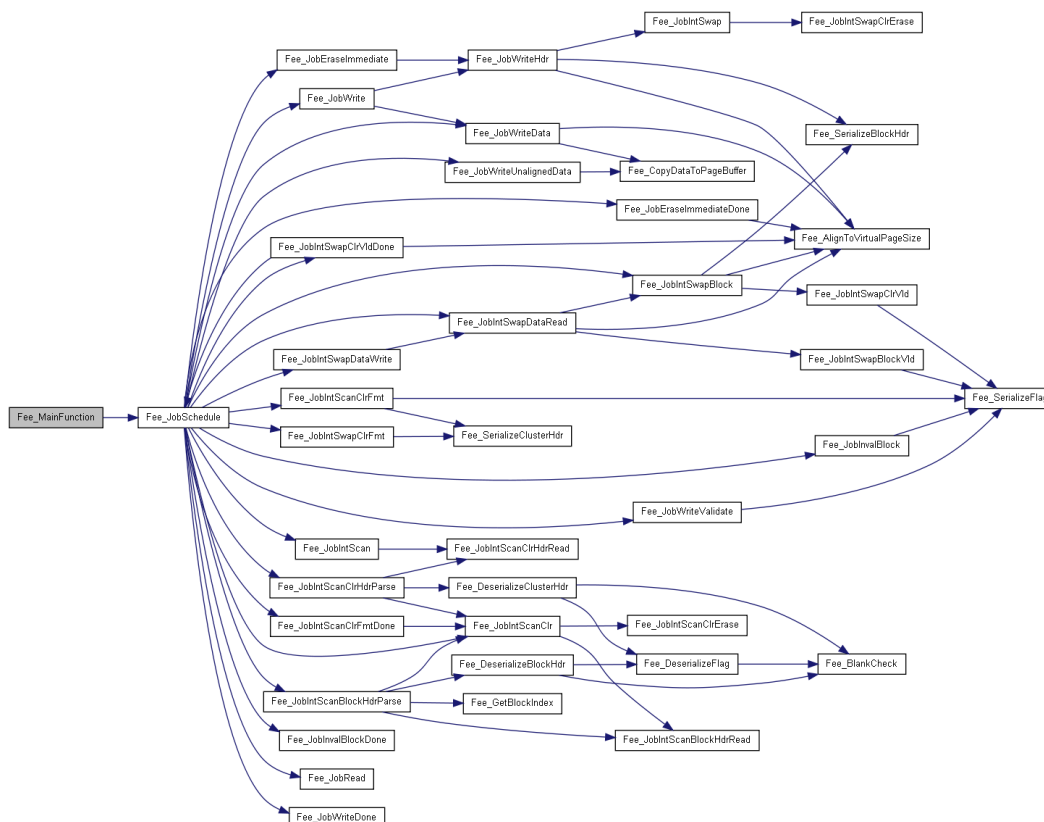 Fee_JobIntSwap
Fee_JobIntSwapClrErase
Fee_JobEraseImmediate
Fee_JobWriteHdr
Fee_JobWrite
Fee_SerializeBlockHdr
Fee_JobWriteData
Fee_JobWriteUnalignedData
Fee_CopyDataToPageBuffer
Fee_JobEraseImmediateDone
Fee_AlignToVirtualPageSize
Fee_JobIntSwapClrVldDone
Fee_JobIntSwapBlock
Fee_JobIntSwapClrVld
Fee_JobIntSwapDataRead
Fee_JobIntSwapDataWrite
Fee_JobIntSwapBlockVld
Fee_JobIntScanClrFmt
Fee_SerializeFlag
Fee_MainFunction
Fee_JobSchedule
Fee_JobIntSwapClrFmt
Fee_SerializeClusterHdr
Fee_JobInvalBlock
Fee_JobWriteValidate
Fee_JobIntScan
Fee_JobIntScanClrHdrRead
Fee_JobIntScanClrHdrParse
Fee_DeserializeClusterHdr
Fee_JobIntScanClrFmtDone
Fee_JobIntScanClr
Fee_JobIntScanClrErase
Fee_DeserializeBlockHdr
Fee_DeserializeFlag
Fee_BlankCheck
Fee_JobIntScanBlockHdrParse
Fee_GetBlockIndex
Fee_JobInvalBlockDone
Fee_JobIntScanBlockHdrRead
Fee_JobRead
Fee_JobWriteDone